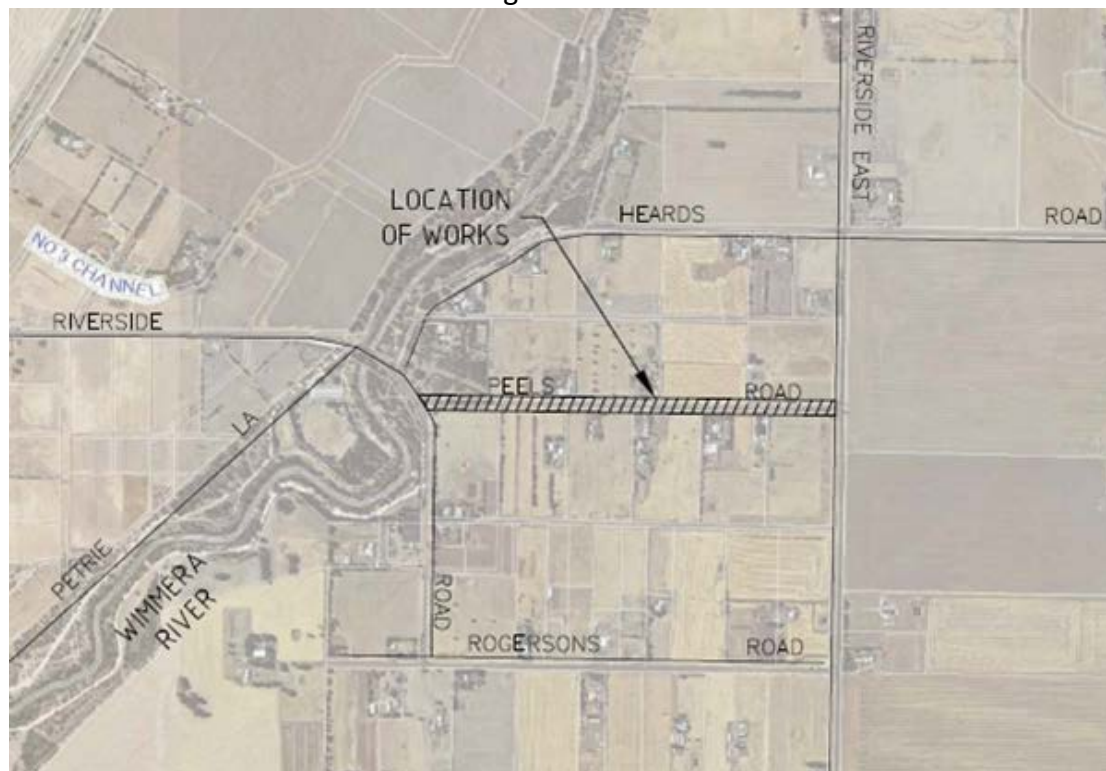 RIVERSIDE EAST
LOCATION
OF WORKS
HEARDS
ROAD
NO 3 CHANNEL
RIVERSIDE
PEELS
ROAD
LA
PETRIE
WIMMERA
RIVER
ROAD
ROGERSONS
ROAD